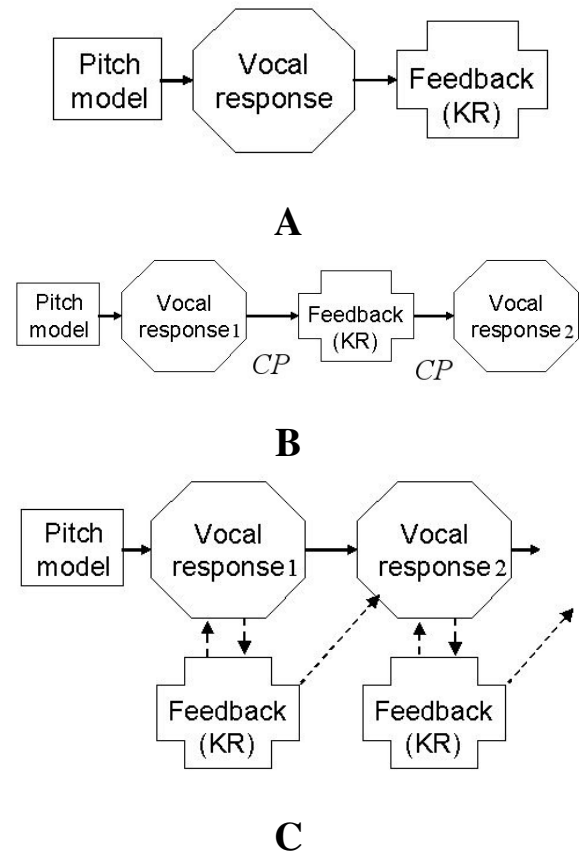 Pitch
model
Vocal
response
Feedback
(KR)
A
Pitch
model
Vocal
response1
CP
Feedback
(KR)
CP
Vocal
response2
B
Pitch
model
Vocal
response1
Vocal
response2
Feedback
(KR)
Feedback
(KR)
C